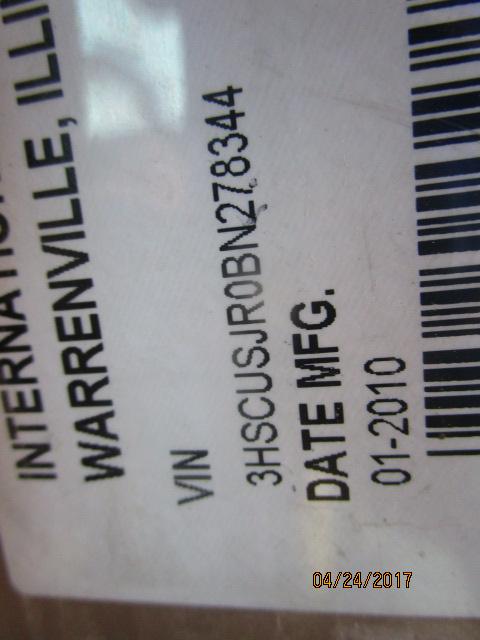 INTERNATIO
WARRENVILLE, ILLI
VIN
3HSCUSJR0BN278344
DATE MFG.
01-2010
04/24/2017